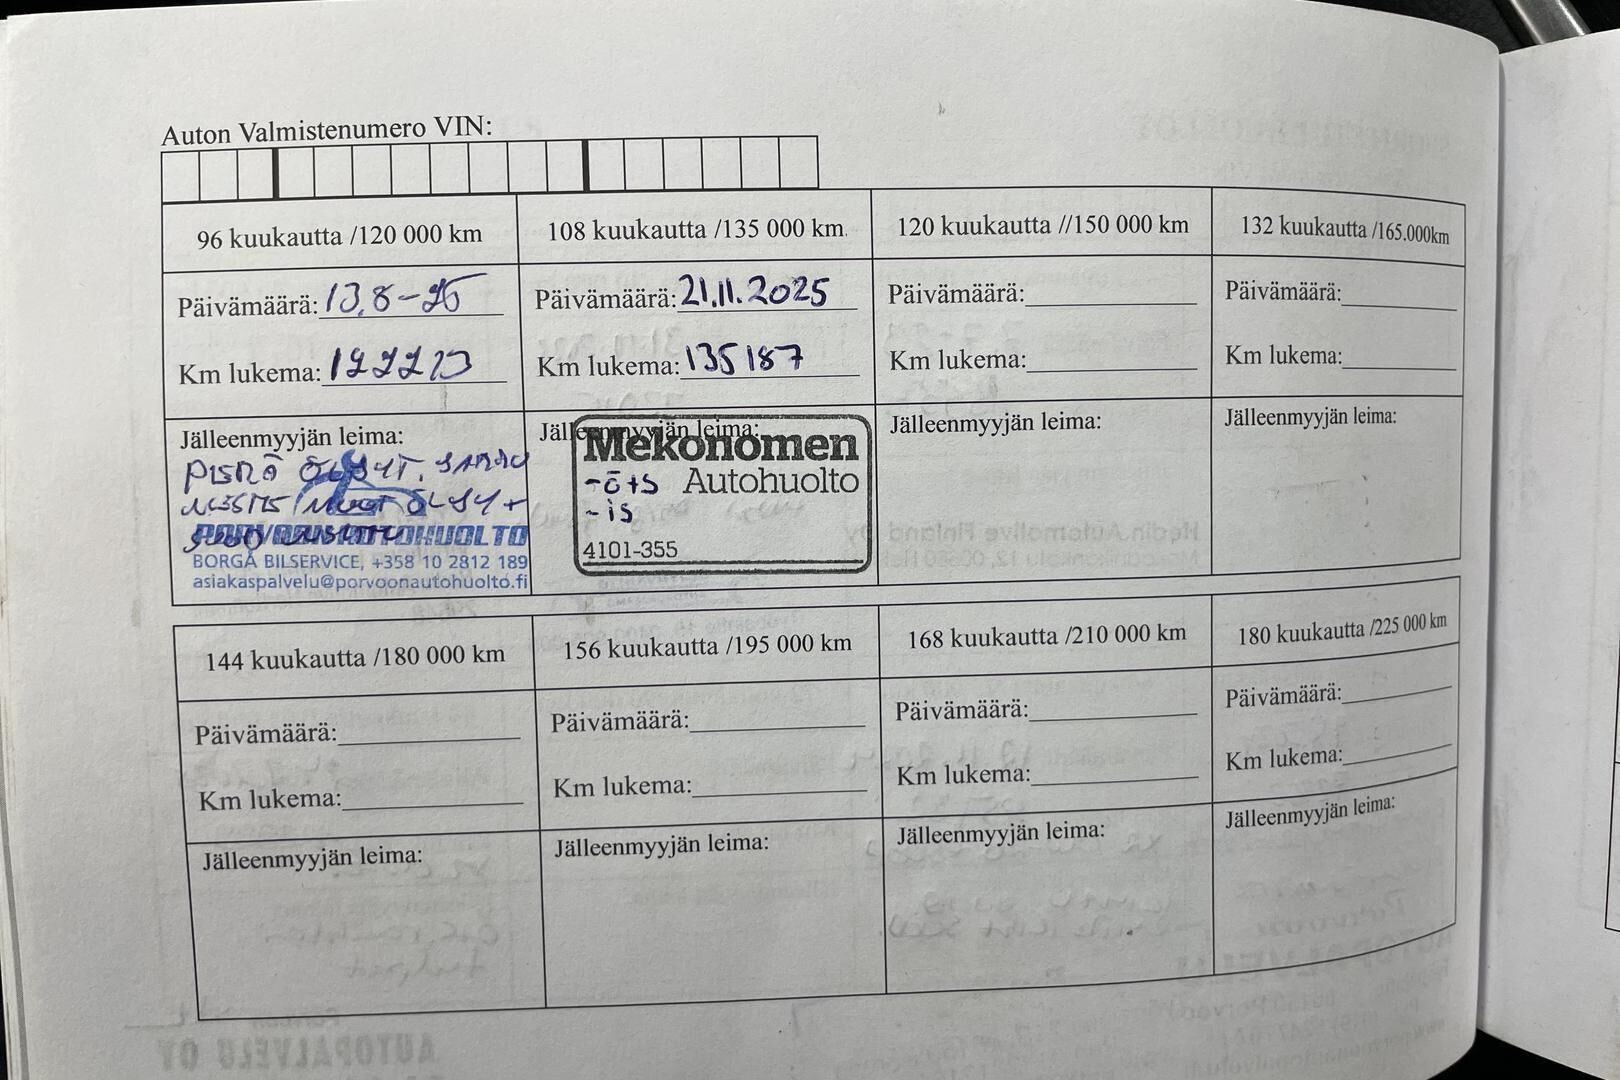 Auton Valmistenumero VIN:
96 kuukautta /120 000 km
108 kuukautta /135 000 km.
120 kuukautta //150 000 km
132 kuukautta /165.000km
Päivämäärä: 13.8-25
Päivämäärä: 21.11.2025
Päivämäärä:
Päivämäärä:
Km lukema:
Km lukema: 135187
Km lukema:
Km lukema:
Jälleenmyyjän leima:
ÖLJYT.
ÖLJY +
PORVOON AUTOHUOLTO
BORGÅ BILSERVICE, +358 10 2812 189
asiakaspalvelu@porvoonautohuolto.fi
Jälleenmyyjän leima:
Mekonomen
-ö+s Autohuolto
-is
4101-355
Jälleenmyyjän leima:
Jälleenmyyjän leima:
144 kuukautta /180 000 km
156 kuukautta /195 000 km
168 kuukautta /210 000 km
180 kuukautta /225 000 km
Päivämäärä:
Päivämäärä:
Päivämäärä:
Päivämäärä:
Km lukema:
Km lukema:
Km lukema:
Km lukema:
Jälleenmyyjän leima:
Jälleenmyyjän leima:
Jälleenmyyjän leima:
Jälleenmyyjän leima: